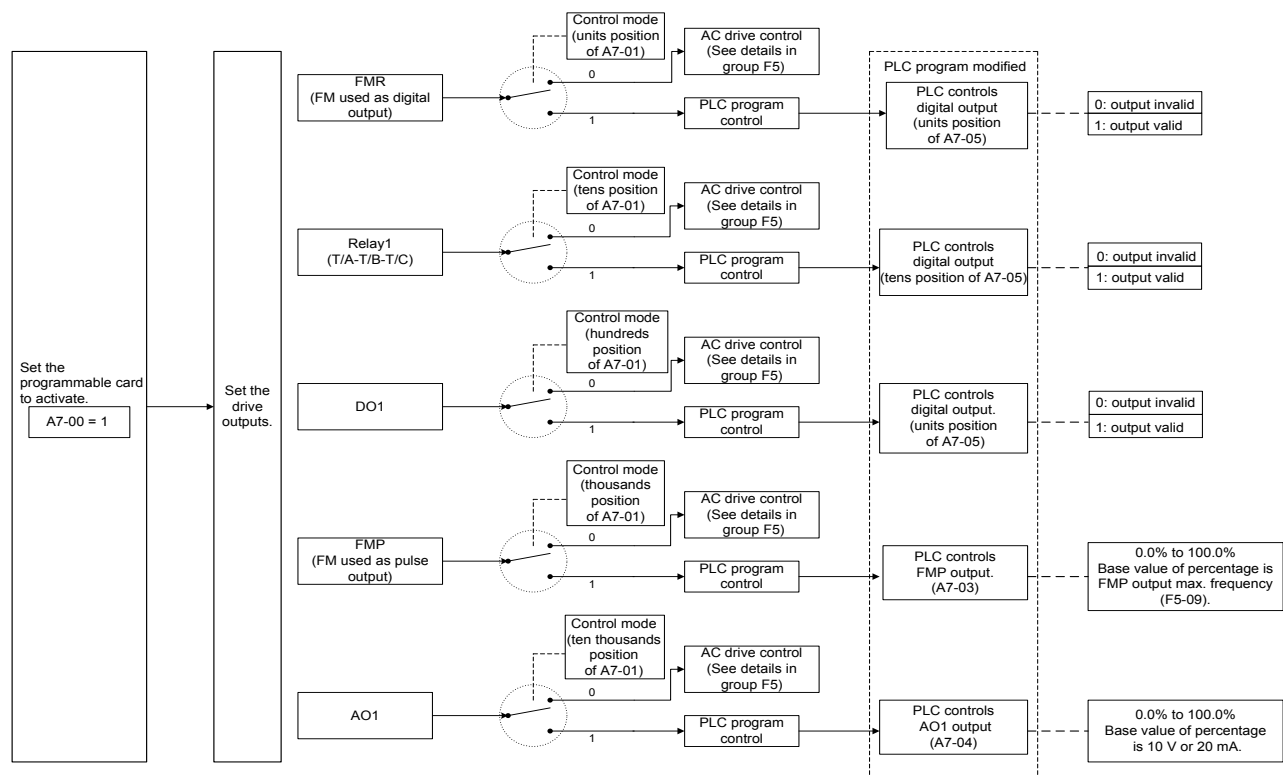 Set the
programmable card
to activate.
A7-00 = 1
Set the
drive
outputs.
PLC program modified
FMR
(FM used as digital
output)
Control mode
(units position
of A7-01)
0
1
AC drive control
(See details in
group F5)
PLC program
control
PLC controls
digital output
(units position
of A7-05)
0: output invalid
1: output valid
Relay1
(T/A-T/B-T/C)
Control mode
(tens position
of A7-01)
0
1
AC drive control
(See details in
group F5)
PLC program
control
PLC controls
digital output
(tens position of A7-05)
0: output invalid
1: output valid
DO1
Control mode
(hundreds
position
of A7-01)
0
1
AC drive control
(See details in
group F5)
PLC program
control
PLC controls
digital output.
(units position
of A7-05)
0: output invalid
1: output valid
FMP
(FM used as pulse
output)
Control mode
(thousands
position
of A7-01)
0
1
AC drive control
(See details in
group F5)
PLC program
control
PLC controls
FMP output.
(A7-03)
0.0% to 100.0%
Base value of percentage is
FMP output max. frequency
(F5-09).
AO1
Control mode
(ten thousands
position
of A7-01)
0
1
AC drive control
(See details in
group F5)
PLC program
control
PLC controls
AO1 output
(A7-04)
0.0% to 100.0%
Base value of percentage
is 10 V or 20 mA.